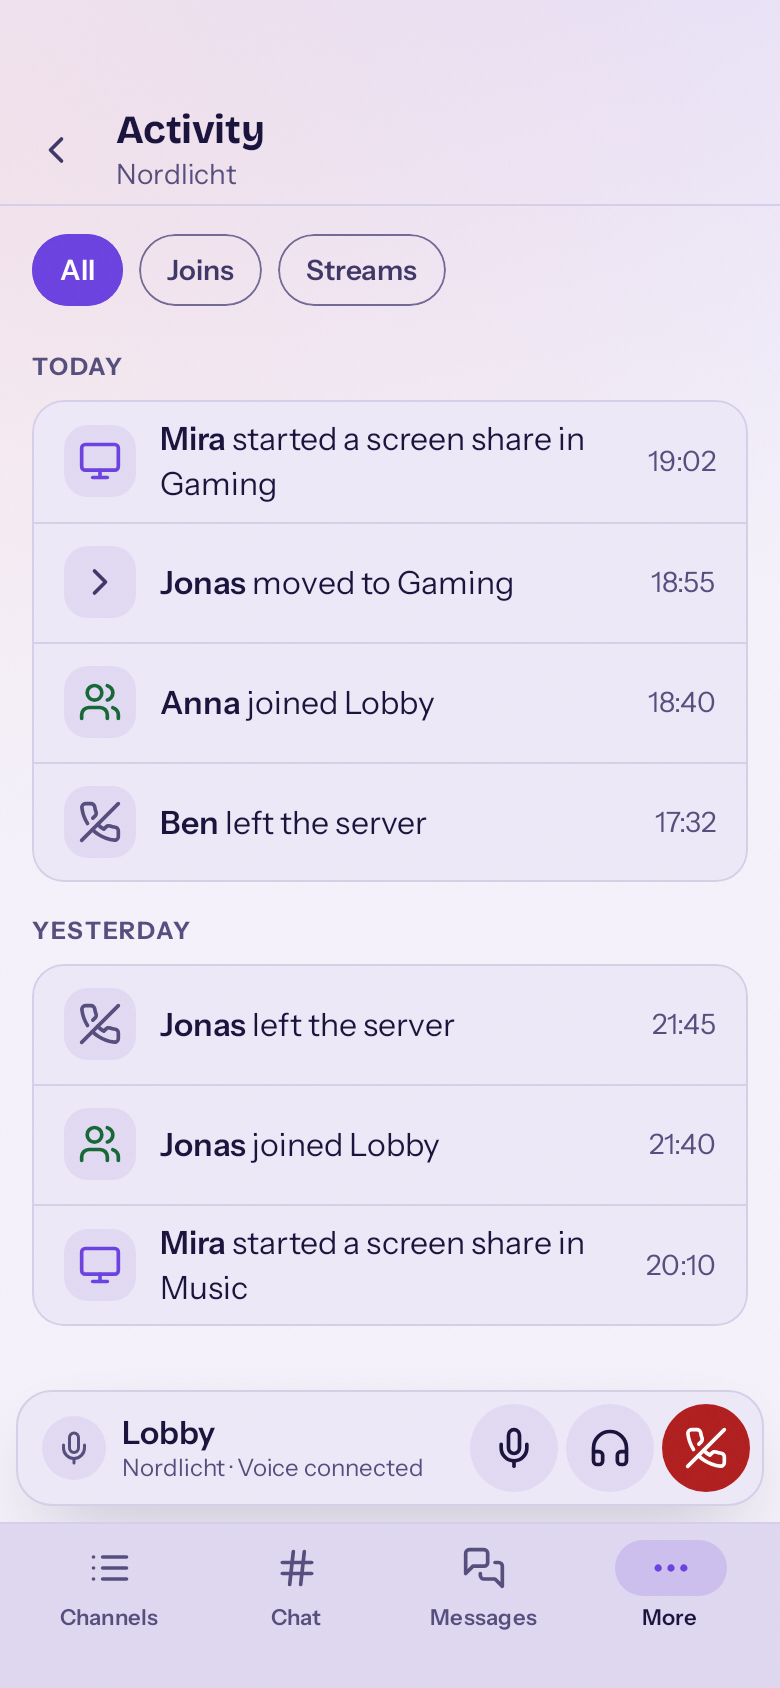 Activity
Nordlicht
All
Joins
Streams
TODAY
Mira started a screen share in
Gaming
19:02
Jonas moved to Gaming
18:55
Anna joined Lobby
18:40
Ben left the server
17:32
YESTERDAY
Jonas left the server
21:45
Jonas joined Lobby
21:40
Mira started a screen share in
Music
20:10
Lobby
Nordlicht · Voice connected
Channels
Chat
Messages
More